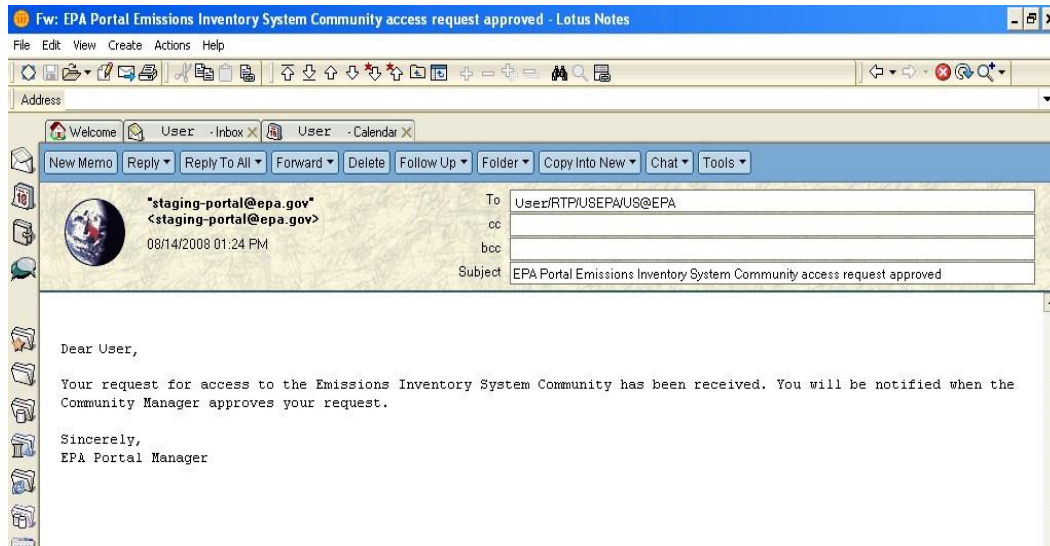 Fw: EPA Portal Emissions Inventory System Community access request approved - Lotus Notes
File Edit View Create Actions Help
Address
Welcome User - Inbox User - Calendar
New Memo Reply Reply To All Forward Delete Follow Up Folder Copy Into New Chat Tools
"staging-portal@epa.gov"
<staging-portal@epa.gov>
08/14/2008 01:24 PM
To User/RTP/USEPA/US@EPA
cc
bcc
Subject EPA Portal Emissions Inventory System Community access request approved
Dear User,
Your request for access to the Emissions Inventory System Community has been received. You will be notified when the
Community Manager approves your request.
Sincerely,
EPA Portal Manager